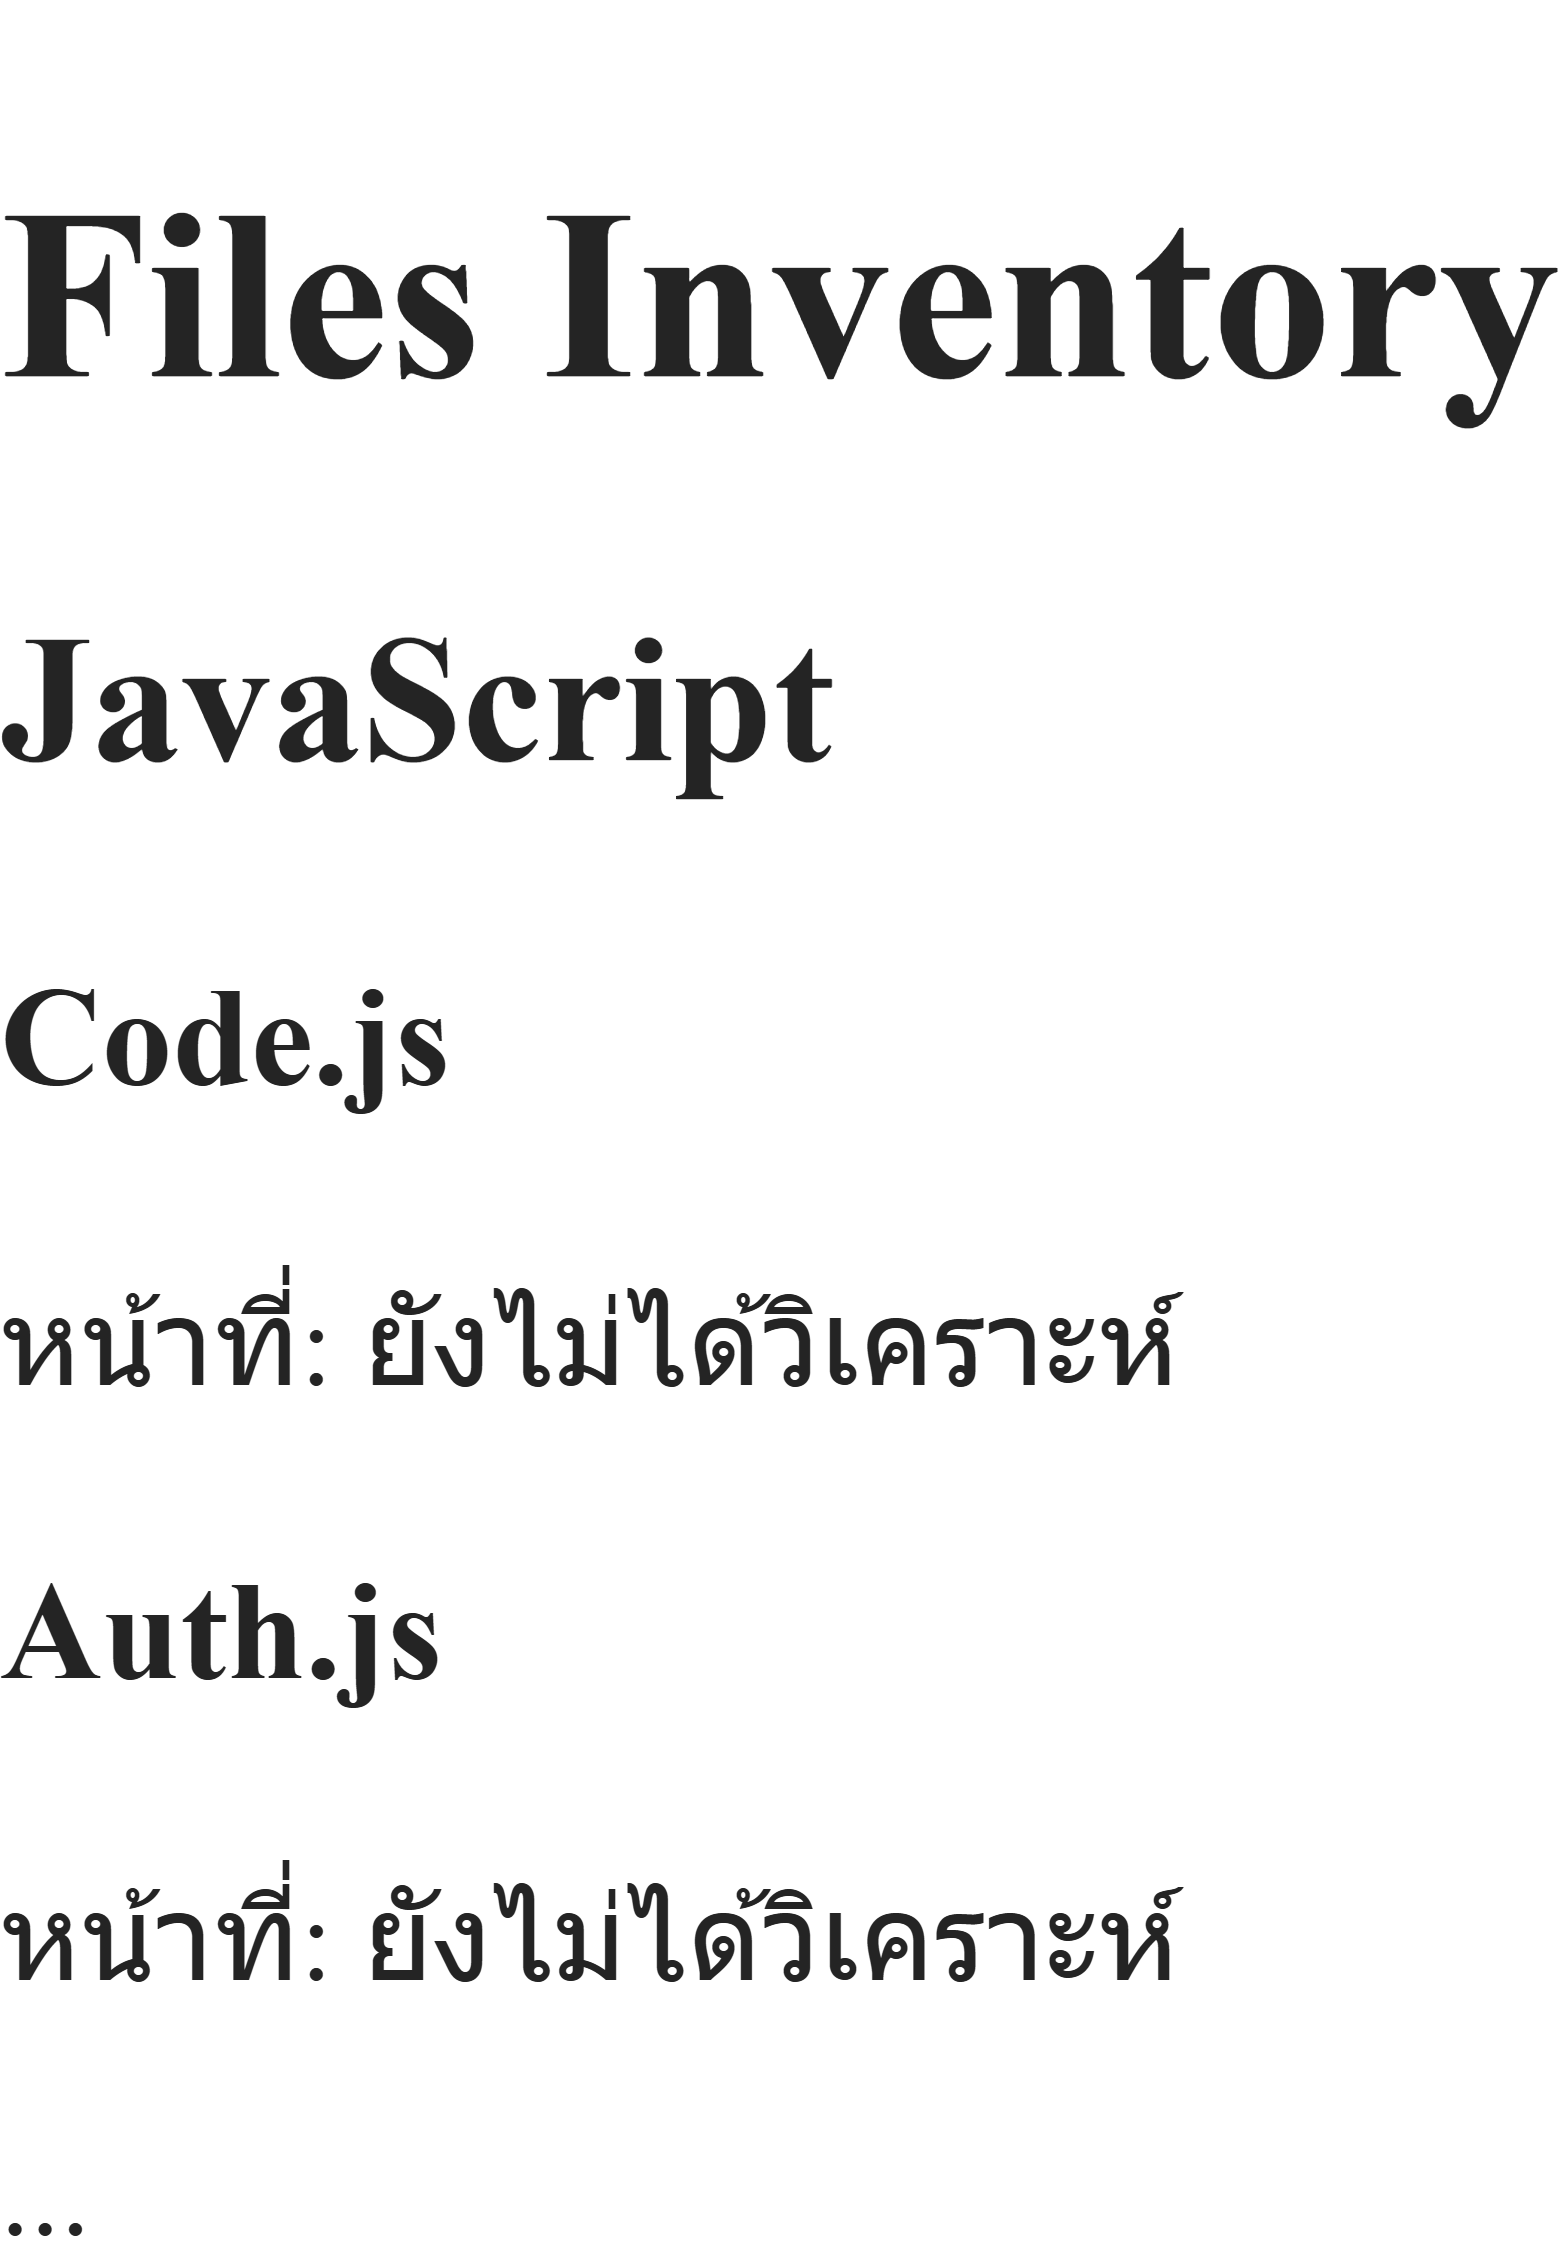 Files Inventory
JavaScript
Code.js
หน้าที่: ยังไม่ได้วิเคราะห์
Auth.js
หน้าที่: ยังไม่ได้วิเคราะห์
...